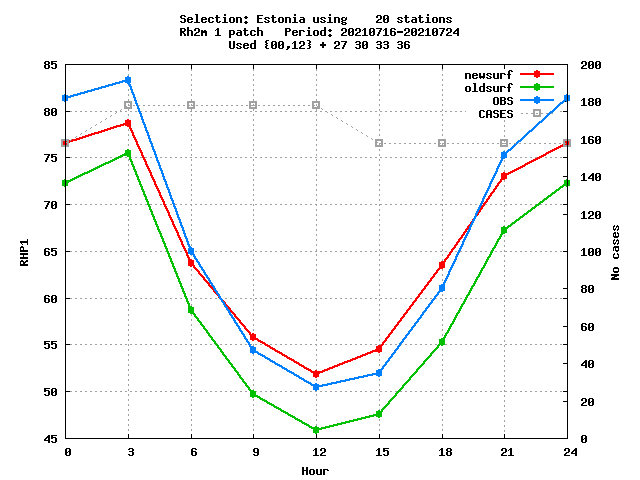 Selection: Estonia using    20 stations
Rh2m 1 patch   Period: 20210716-20210724
Used {00,12} + 27 30 33 36
85 200
newsurf
oldsurf
OBS
CASES
80 180
75 160
70 140
65 120
60 100
55 80
50 60
45 40
20
0
RHP1
No cases
0 3 6 9 12 15 18 21 24
Hour